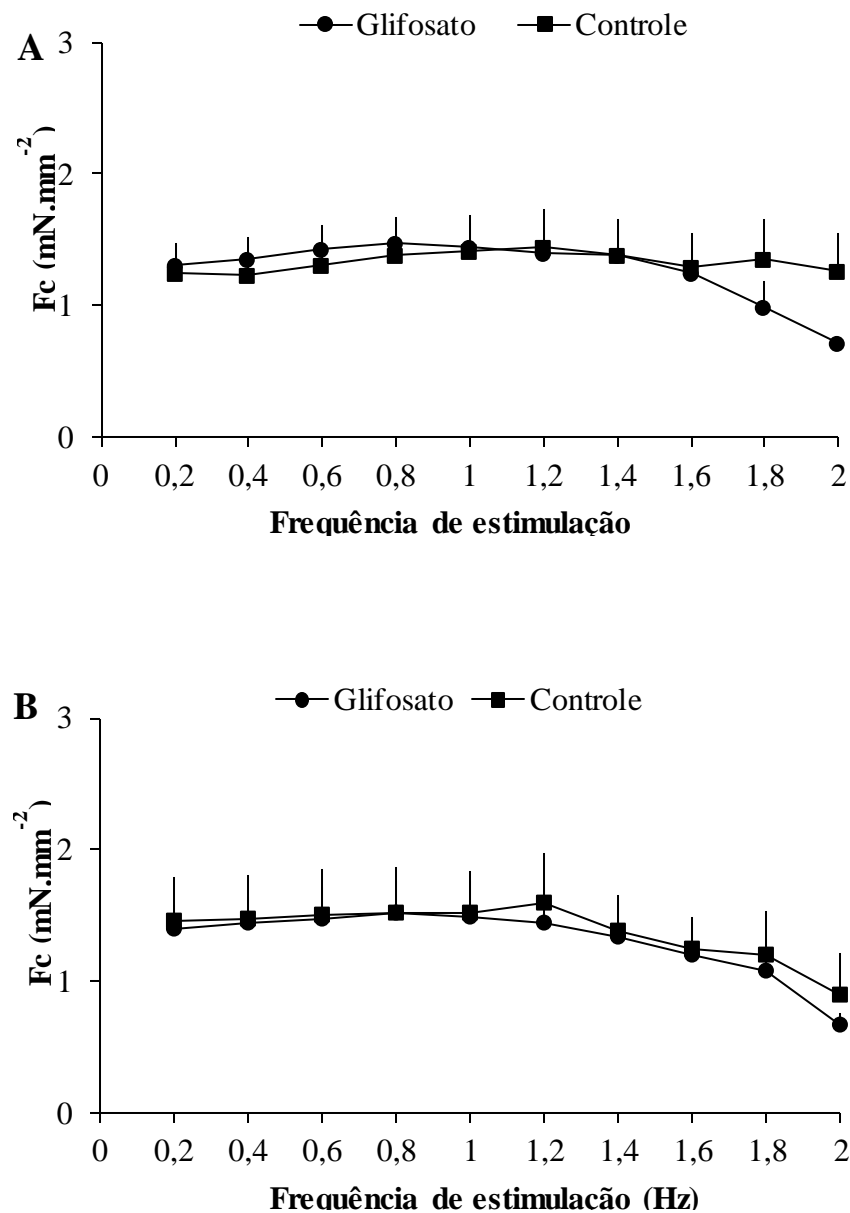 Glifosato Controle
A
3
2
1
0
Fc (mN.mm⁻²)
0 0,2 0,4 0,6 0,8 1 1,2 1,4 1,6 1,8 2
Frequência de estimulação
B
Glifosato Controle
3
2
1
0
Fc (mN.mm⁻²)
0 0,2 0,4 0,6 0,8 1 1,2 1,4 1,6 1,8 2
Frequência de estimulação (Hz)